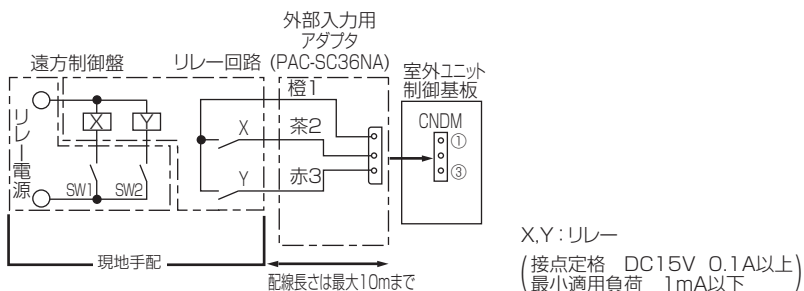 外部入力用
アダプタ
(PAC-SC36NA)
遠方制御盤
リレー回路
室外ユニット
制御基板
リレー電源
X
Y
SW1
SW2
X
Y
橙1
茶2
赤3
CNDM
①
③
現地手配
配線長さは最大10mまで
X,Y:リレー
(接点定格 DC15V 0.1A以上
最小適用負荷 1mA以下)